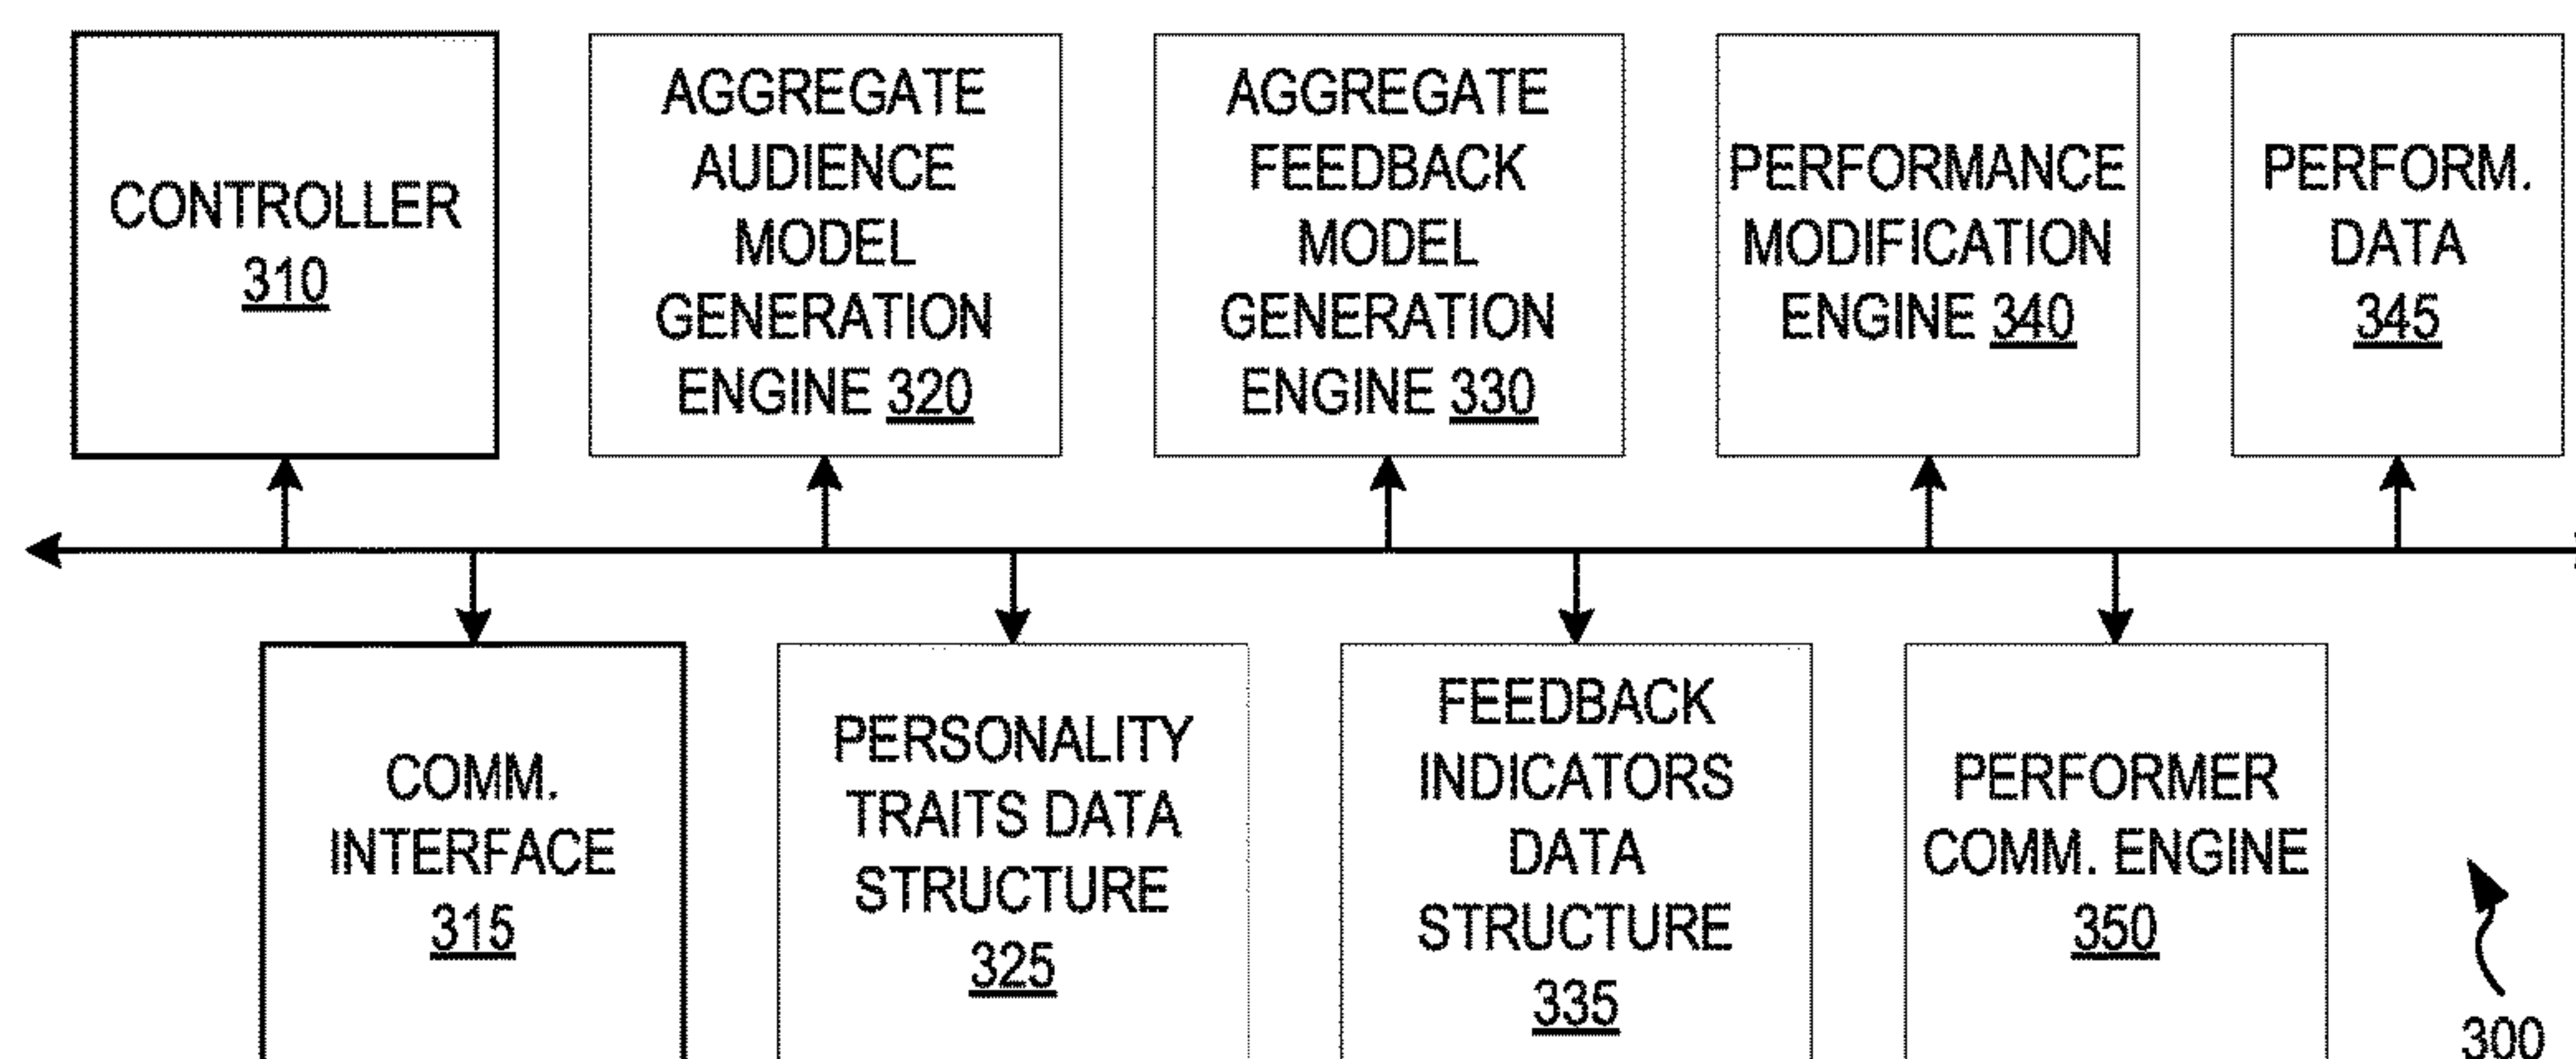 CONTROLLER
310
AGGREGATE
AUDIENCE
MODEL
GENERATION
ENGINE 320
AGGREGATE
FEEDBACK
MODEL
GENERATION
ENGINE 330
PERFORMANCE
MODIFICATION
ENGINE 340
PERFORM.
DATA
345
COMM.
INTERFACE
315
PERSONALITY
TRAITS DATA
STRUCTURE
325
FEEDBACK
INDICATORS
DATA
STRUCTURE
335
PERFORMER
COMM. ENGINE
350
300